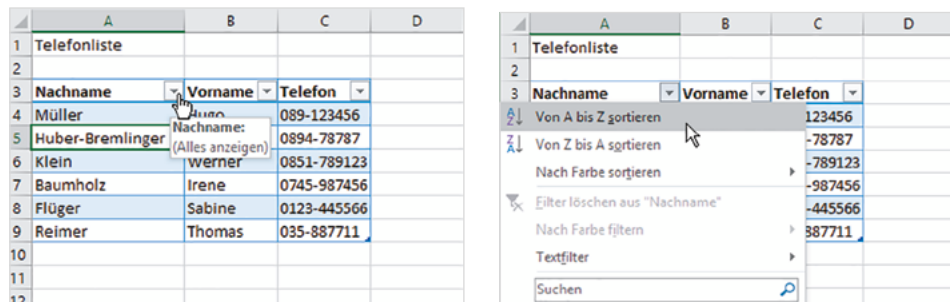 A B C D
1 Telefonliste
2
3 Nachname Vorname Telefon
4 Müller Hugo 089-123456
5 Huber-Bremlinger 0894-78787
Nachname:
(Alles anzeigen)
6 Klein Werner 0851-789123
7 Baumholz Irene 0745-987456
8 Flüger Sabine 0123-445566
9 Reimer Thomas 035-887711
10
11
12
A B C D
1 Telefonliste
2
3 Nachname Vorname Telefon
Von A bis Z sortieren 123456
Von Z bis A sortieren -78787
Nach Farbe sortieren -789123
-987456
Filter löschen aus "Nachname" -445566
Nach Farbe filtern 887711
Textfilter
Suchen